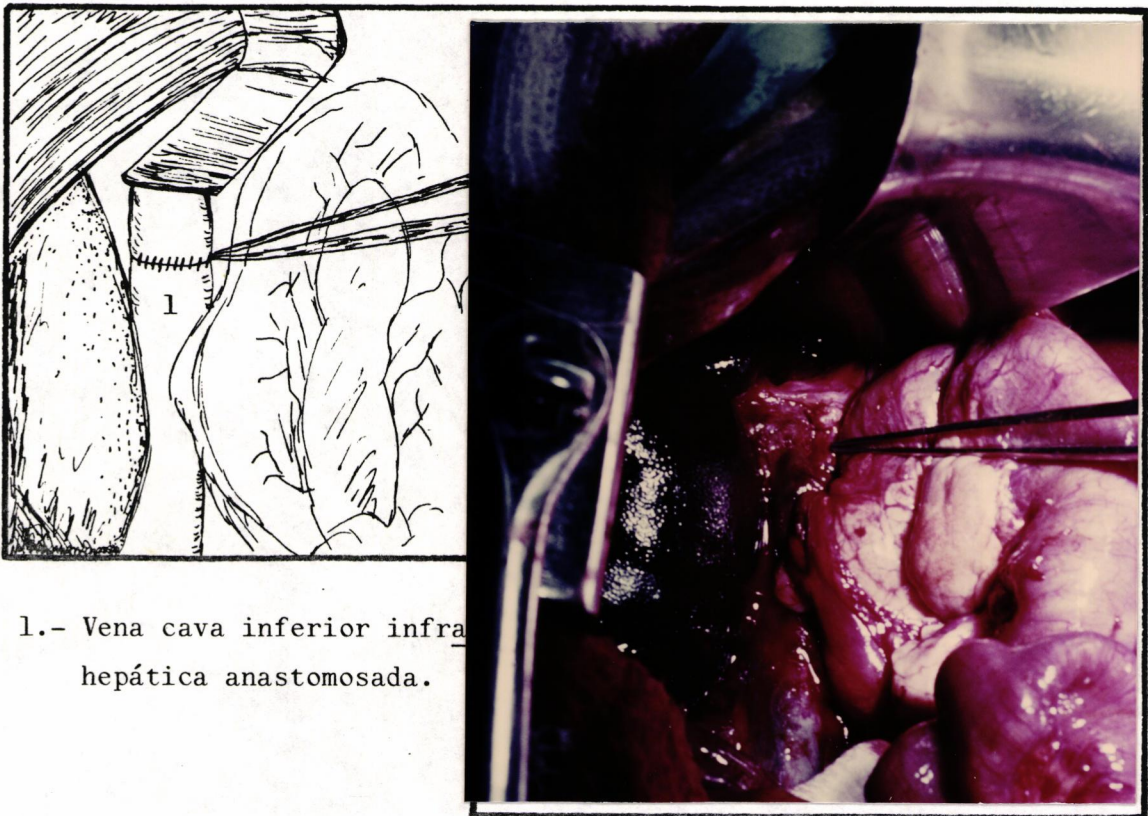 1
1.- Vena cava inferior infra
hepática anastomosada.